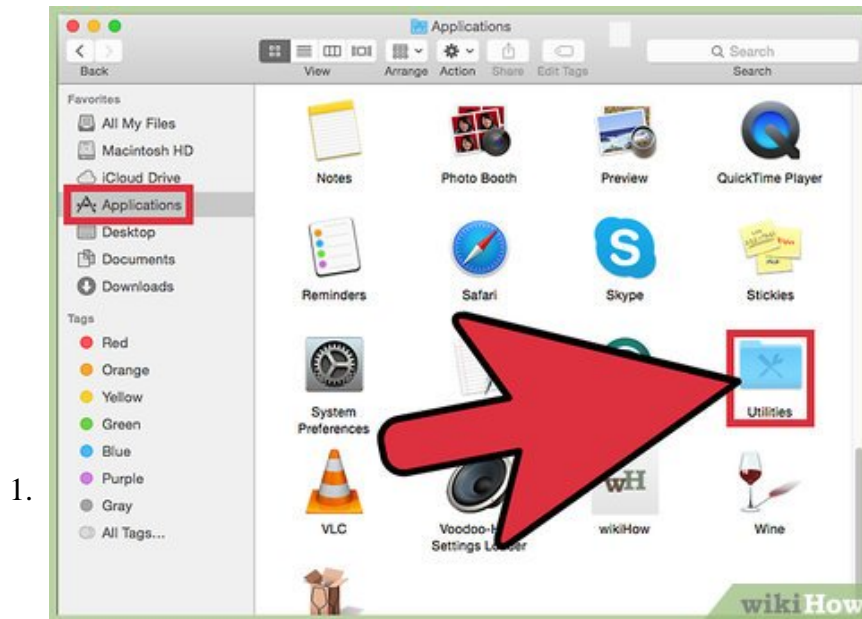 Applications
Back
View
Arrange
Action
Share
Edit Tags
Search
Search
Favorites
All My Files
Macintosh HD
iCloud Drive
Applications
Desktop
Documents
Downloads
Tags
Red
Orange
Yellow
Green
Blue
Purple
Gray
All Tags...
Notes
Photo Booth
Preview
QuickTime Player
Reminders
Safari
Skype
Stickies
System
Preferences
Utilities
VLC
Voodoo-
Settings
wH
wikiHow
Wine
1.
wikiHow